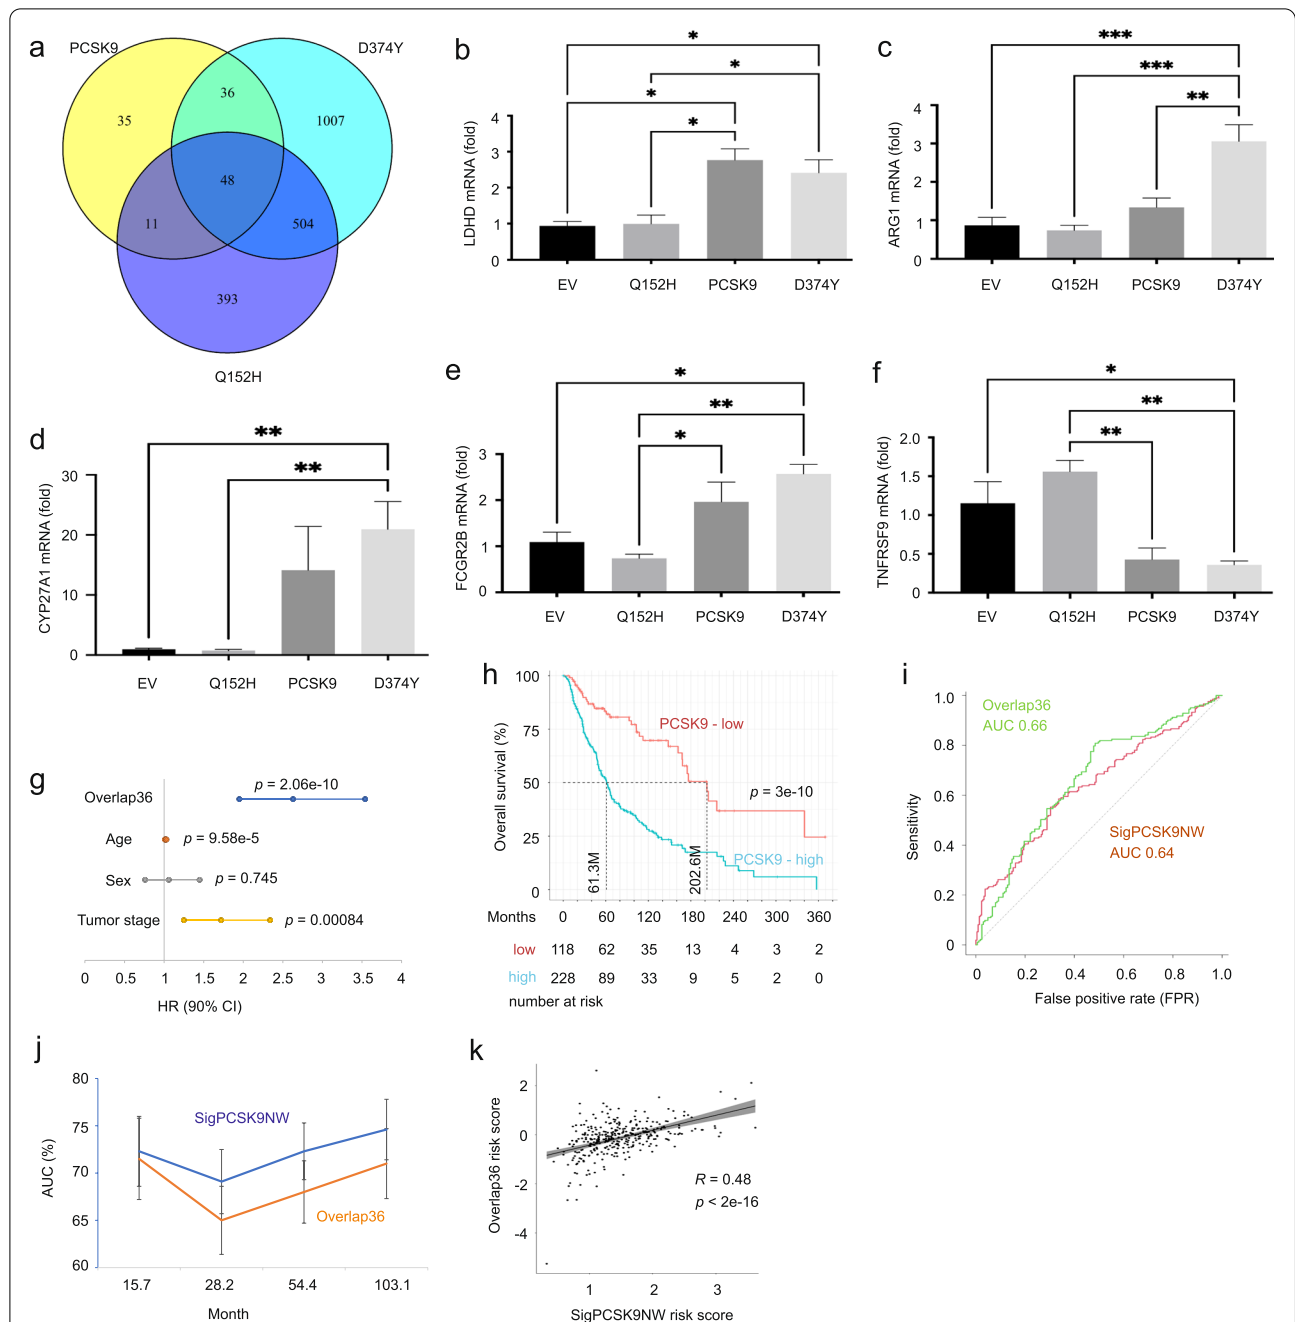 a
PCSK9
D374Y
36
35
1007
48
11
504
393
Q152H
b
*
*
*
*
LDHD mRNA (fold)
4
3
2
1
0
EV
Q152H
PCSK9
D374Y
c
***
***
**
ARG1 mRNA (fold)
4
3
2
1
0
EV
Q152H
PCSK9
D374Y
d
**
**
CYP27A1 mRNA (fold)
30
20
10
0
EV
Q152H
PCSK9
D374Y
e
*
**
*
FCGR2B mRNA (fold)
3
2
1
0
EV
Q152H
PCSK9
D374Y
f
*
**
**
TNFRSF9 mRNA (fold)
2.0
1.5
1.0
0.5
0
EV
Q152H
PCSK9
D374Y
g
Overlap36
p = 2.06e-10
Age
p = 9.58e-5
Sex
p = 0.745
Tumor stage
p = 0.00084
0 0.5 1 1.5 2 2.5 3 3.5 4
HR (90% CI)
h
Overall survival (%)
100
75
50
25
0
PCSK9 - low
p = 3e-10
PCSK9 - high
61.3M
202.6M
Months 0 60 120 180 240 300 360
low 118 62 35 13 4 3 2
high 228 89 33 9 5 2 0
number at risk
i
Sensitivity
1.0
0.8
0.6
0.4
0.2
0
Overlap36
AUC 0.66
SigPCSK9NW
AUC 0.64
0 0.2 0.4 0.6 0.8 1.0
False positive rate (FPR)
j
AUC (%)
80
75
70
65
60
SigPCSK9NW
Overlap36
15.7 28.2 54.4 103.1
Month
k
Overlap36 risk score
2
0
-2
-4
R = 0.48
p < 2e-16
1 2 3
SigPCSK9NW risk score